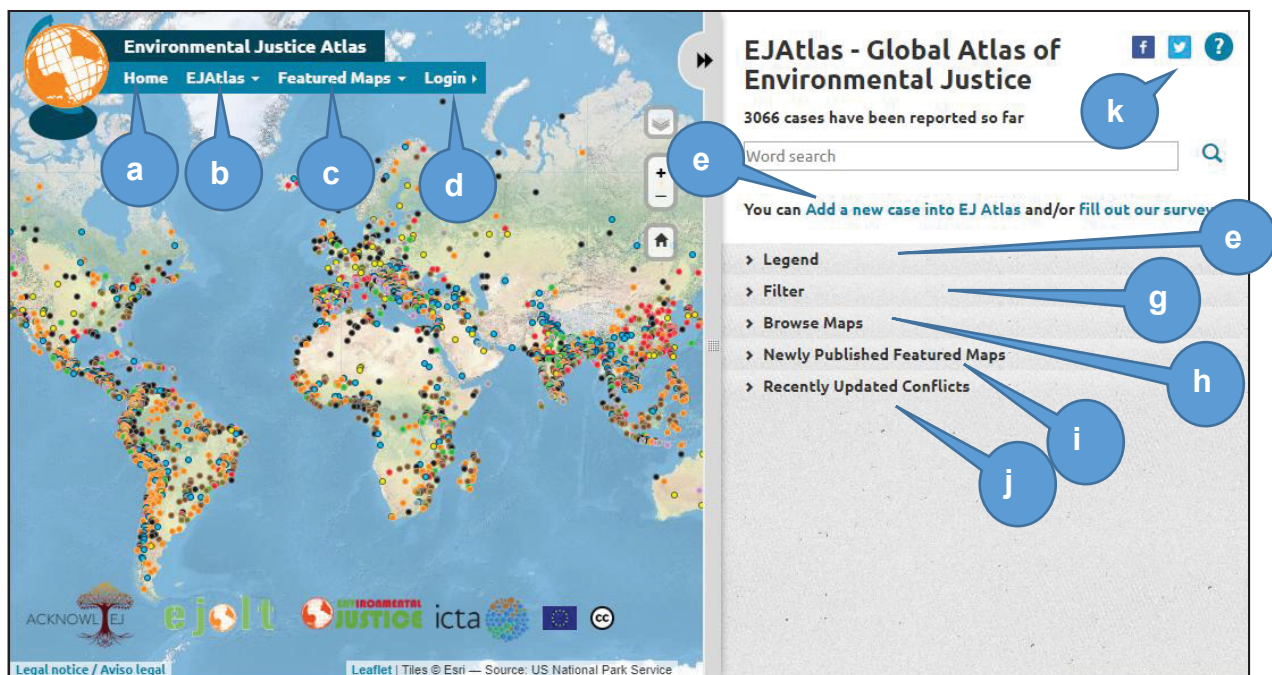 Environmental Justice Atlas
Home EJAtlas Featured Maps Login
a
b
c
d
+
−
ACKNOWL EJ
ejolt
ENVIRONMENTAL
JUSTICE
icta
cc
Legal notice / Aviso legal
Leaflet | Tiles © Esri — Source: US National Park Service
EJAtlas - Global Atlas of
Environmental Justice
f
?
k
3066 cases have been reported so far
e
Word search
You can Add a new case into EJ Atlas and/or fill out our survey
e
Legend
Filter
g
Browse Maps
h
Newly Published Featured Maps
i
Recently Updated Conflicts
j